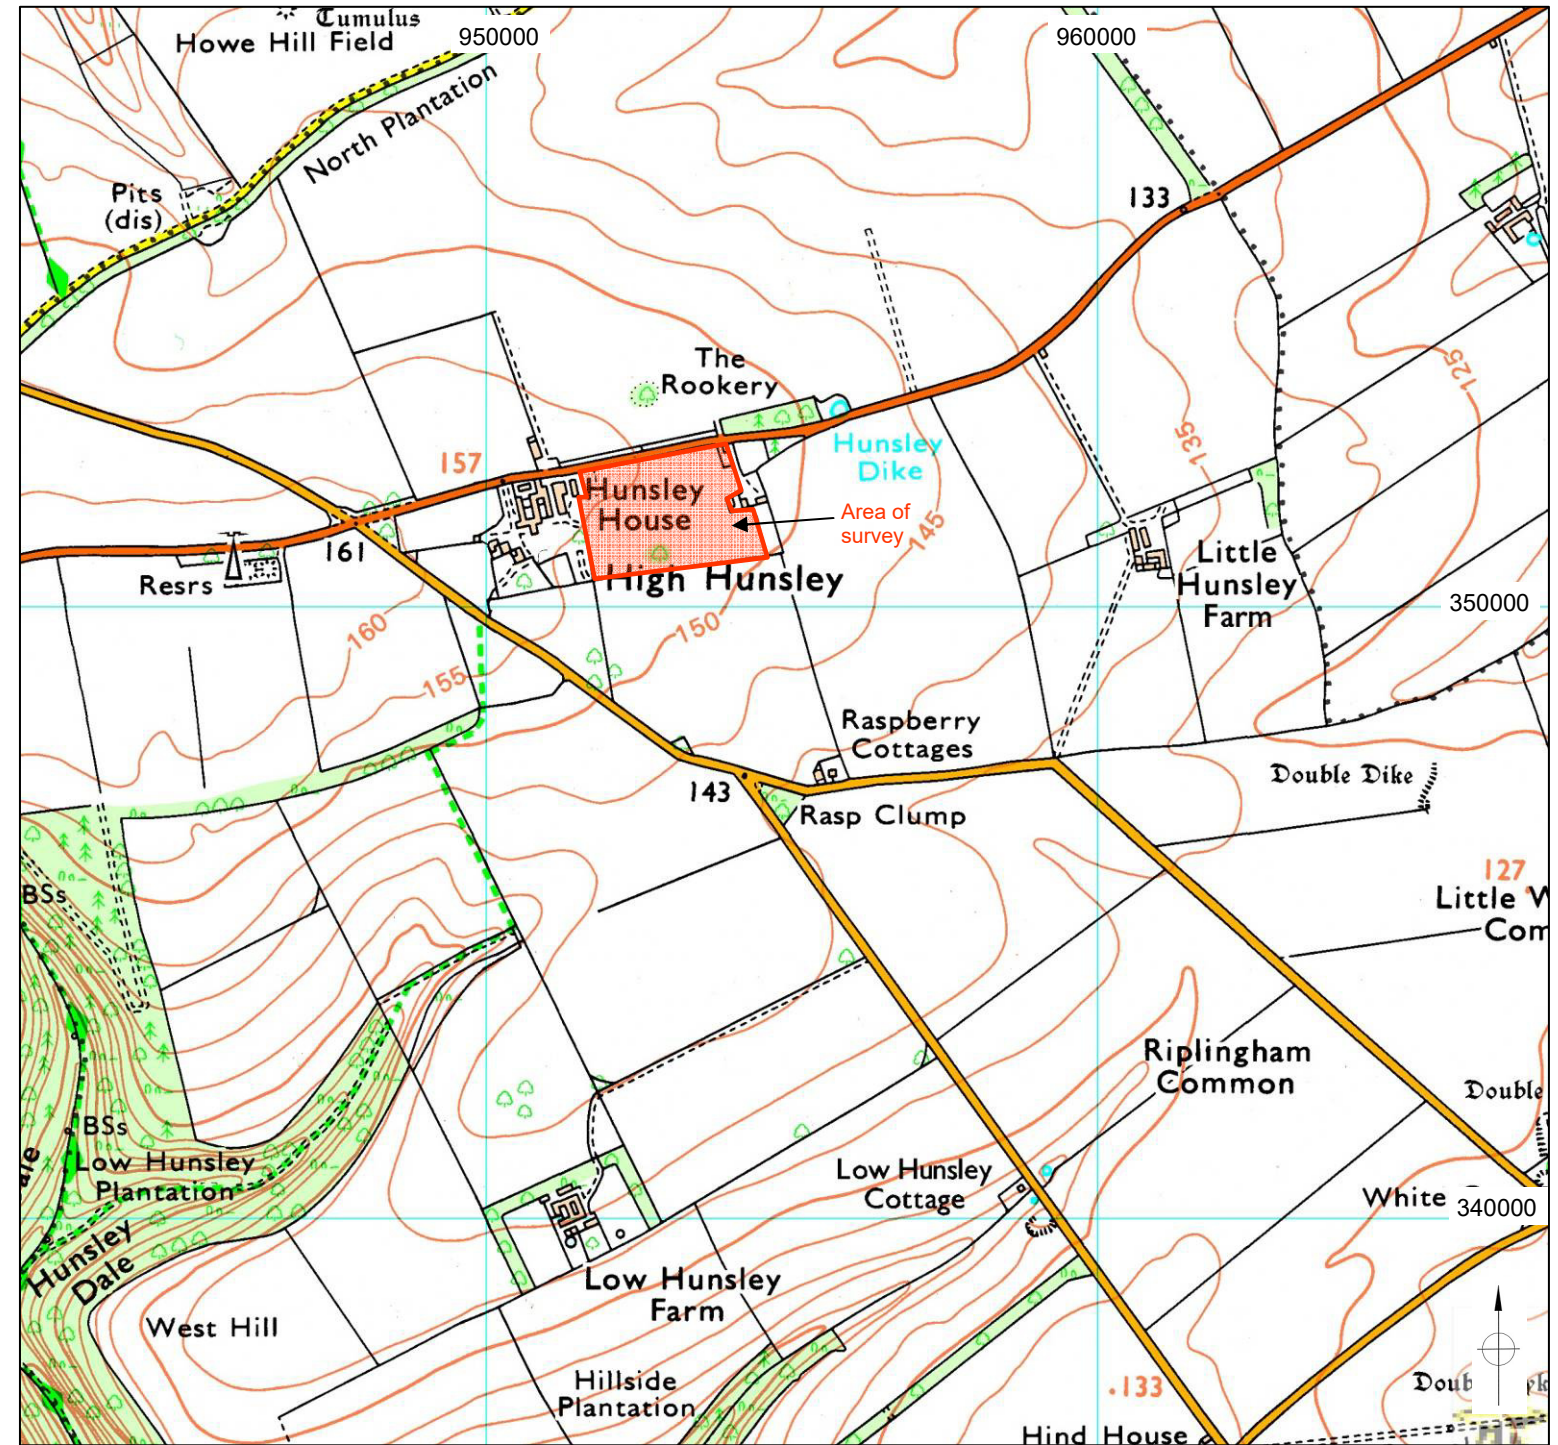 Tumulus
Howe Hill Field
950000
960000
North Plantation
Pits
(dis)
133
The
Rookery
125
157
Hunsley
Dike
135
Hunsley
House
Area of
survey
145
161
Resrs
High Hunsley
Little
Hunsley
Farm
350000
160
150
155
Raspberry
Cottages
Double Dike
143
Rasp Clump
127
BSs
Little W
Com
Riplingham
Common
Double
BSs
ale
Low Hunsley
Plantation
Low Hunsley
Cottage
White
340000
Hunsley
Dale
Low Hunsley
Farm
West Hill
Hillside
Plantation
.133
Doub
Hind House